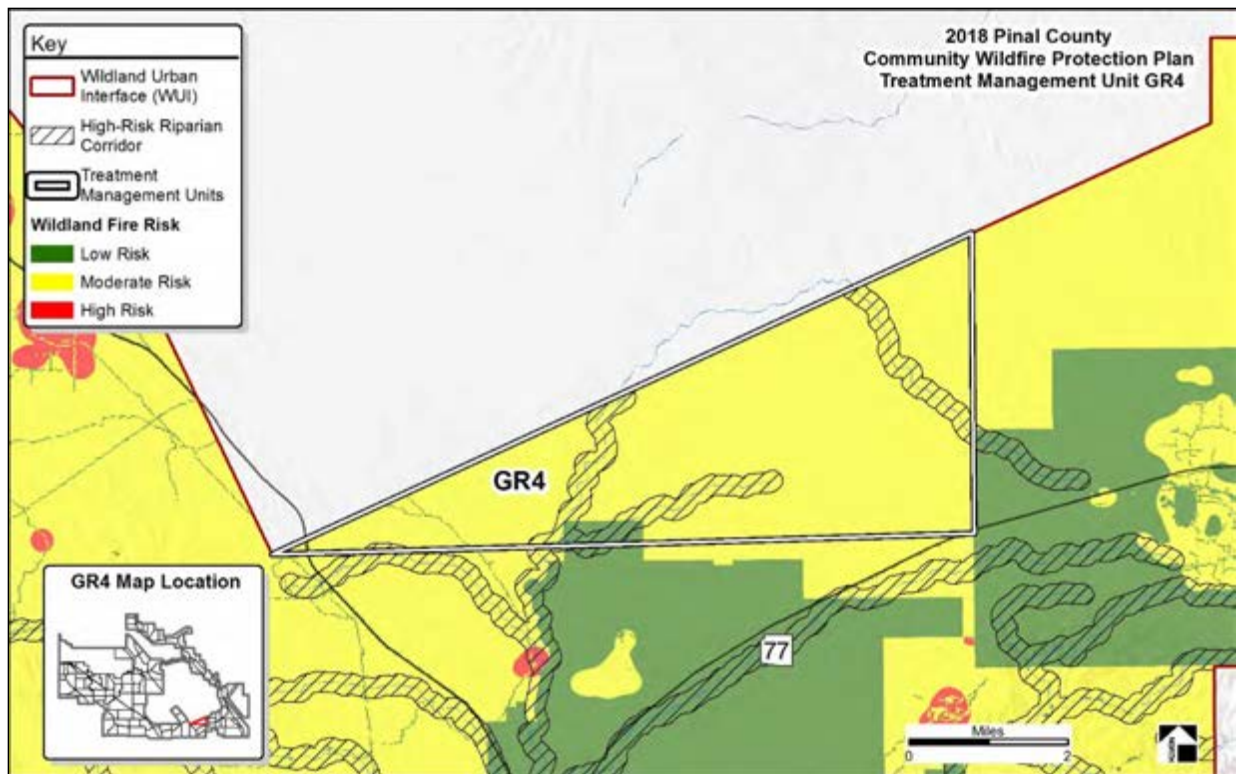 Key
Wildland Urban
Interface (WUI)
High-Risk Riparian
Corridor
Treatment
Management Units
Wildland Fire Risk
Low Risk
Moderate Risk
High Risk
2018 Pinal County
Community Wildfire Protection Plan
Treatment Management Unit GR4
GR4
77
GR4 Map Location
Miles
0 2